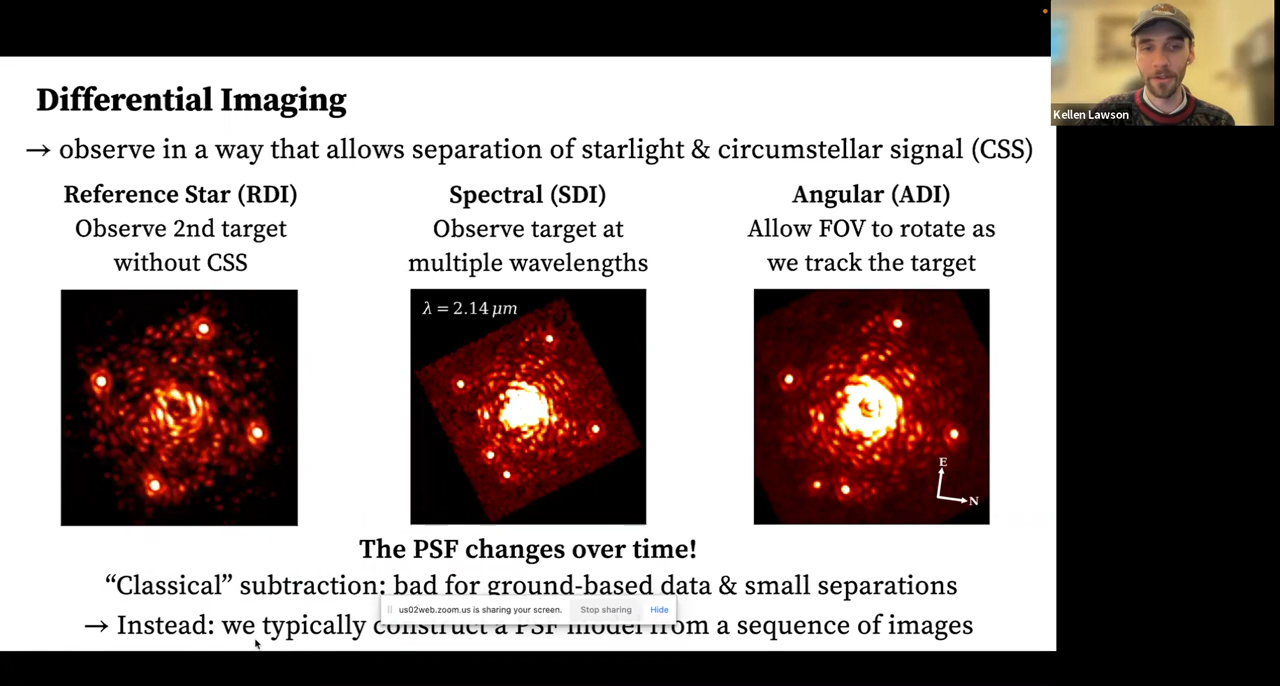 Kellen Lawson
Differential Imaging
→ observe in a way that allows separation of starlight & circumstellar signal (CSS)
Reference Star (RDI)
Observe 2nd target
without CSS
Spectral (SDI)
Observe target at
multiple wavelengths
λ = 2.14 μm
Angular (ADI)
Allow FOV to rotate as
we track the target
E
N
The PSF changes over time!
“Classical” subtraction: bad for ground-based data & small separations
us02web.zoom.us is sharing your screen. Stop sharing Hide
→ Instead: we typically construct a PSF model from a sequence of images